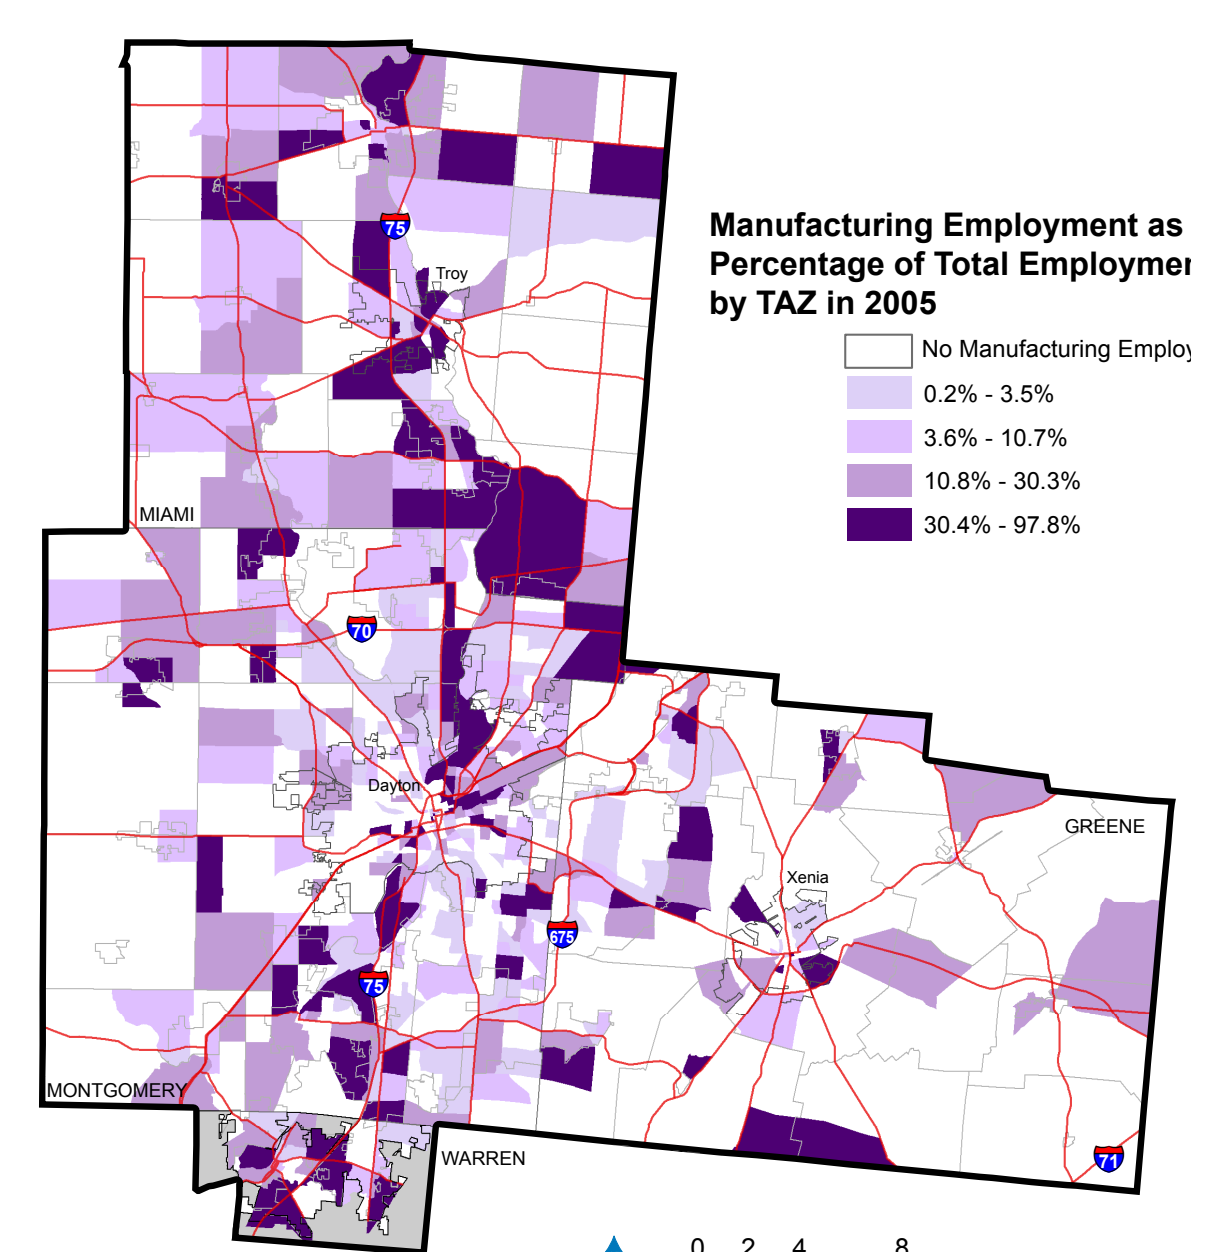 Manufacturing Employment as
Percentage of Total
by TAZ in 2005
No Manufacturing
0.2% - 3.5%
3.6% - 10.7%
10.8% - 30.3%
30.4% - 97.8%
75
Troy
MIAMI
70
Dayton
GREENE
Xenia
675
75
MONTGOMERY
WARREN
71
0 2 4 8